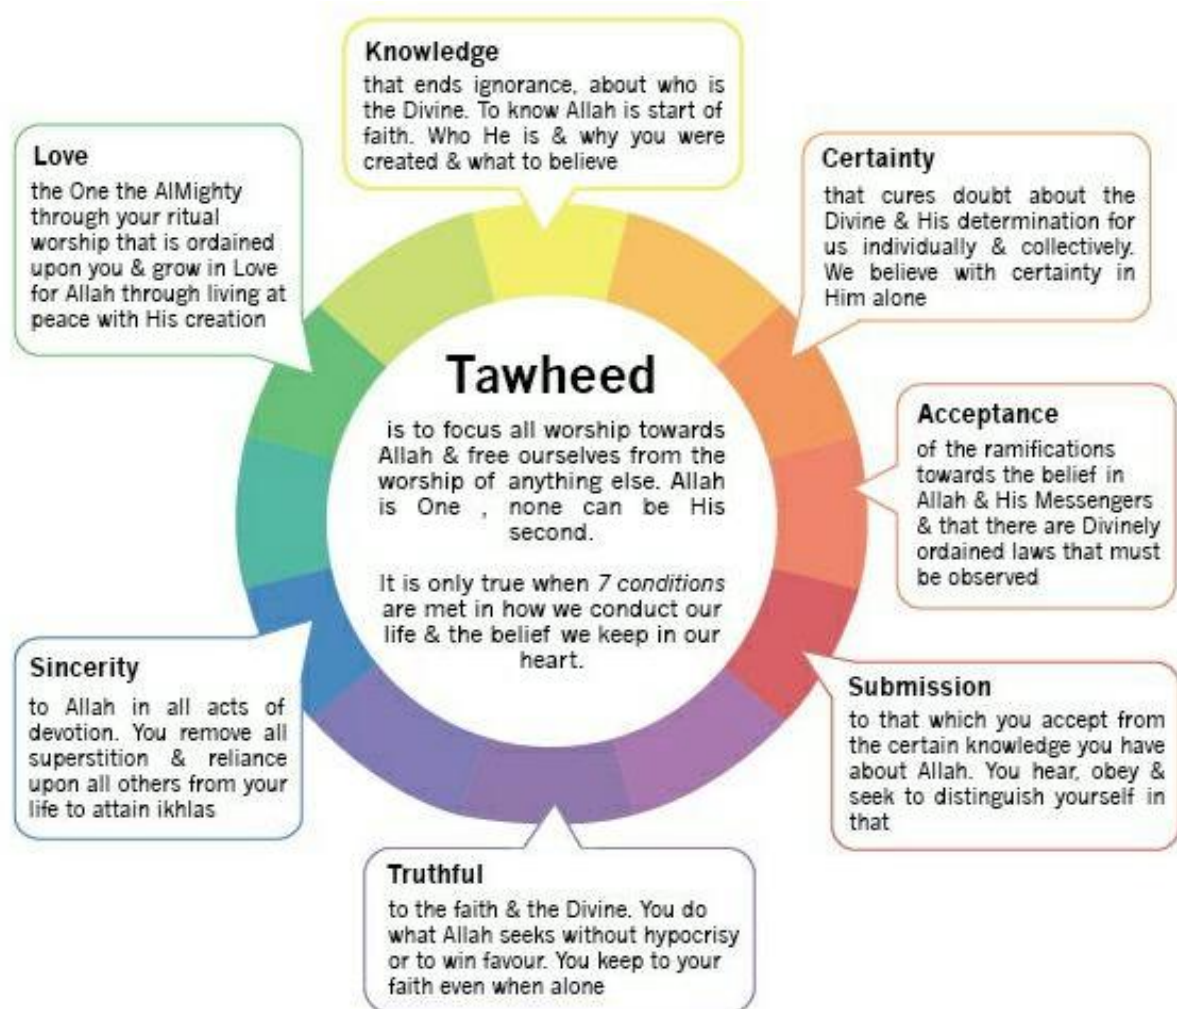 Knowledge
that ends ignorance, about who is
the Divine. To know Allah is start of
faith. Who He is & why you were
created & what to believe
Certainty
that cures doubt about the
Divine & His determination for
us individually & collectively.
We believe with certainty in
Him alone
Acceptance
of the ramifications
towards the belief in
Allah & His Messengers
& that there are Divinely
ordained laws that must
be observed
Submission
to that which you accept from
the certain knowledge you have
about Allah. You hear, obey &
seek to distinguish yourself in
that
Truthful
to the faith & the Divine. You do
what Allah seeks without hypocrisy
or to win favour. You keep to your
faith even when alone
Sincerity
to Allah in all acts of
devotion. You remove all
superstition & reliance
upon all others from your
life to attain ikhlas
Love
the One the AlMighty
through your ritual
worship that is ordained
upon you & grow in Love
for Allah through living at
peace with His creation
Tawheed
is to focus all worship towards
Allah & free ourselves from the
worship of anything else. Allah
is One , none can be His
second.
It is only true when 7 conditions
are met in how we conduct our
life & the belief we keep in our
heart.